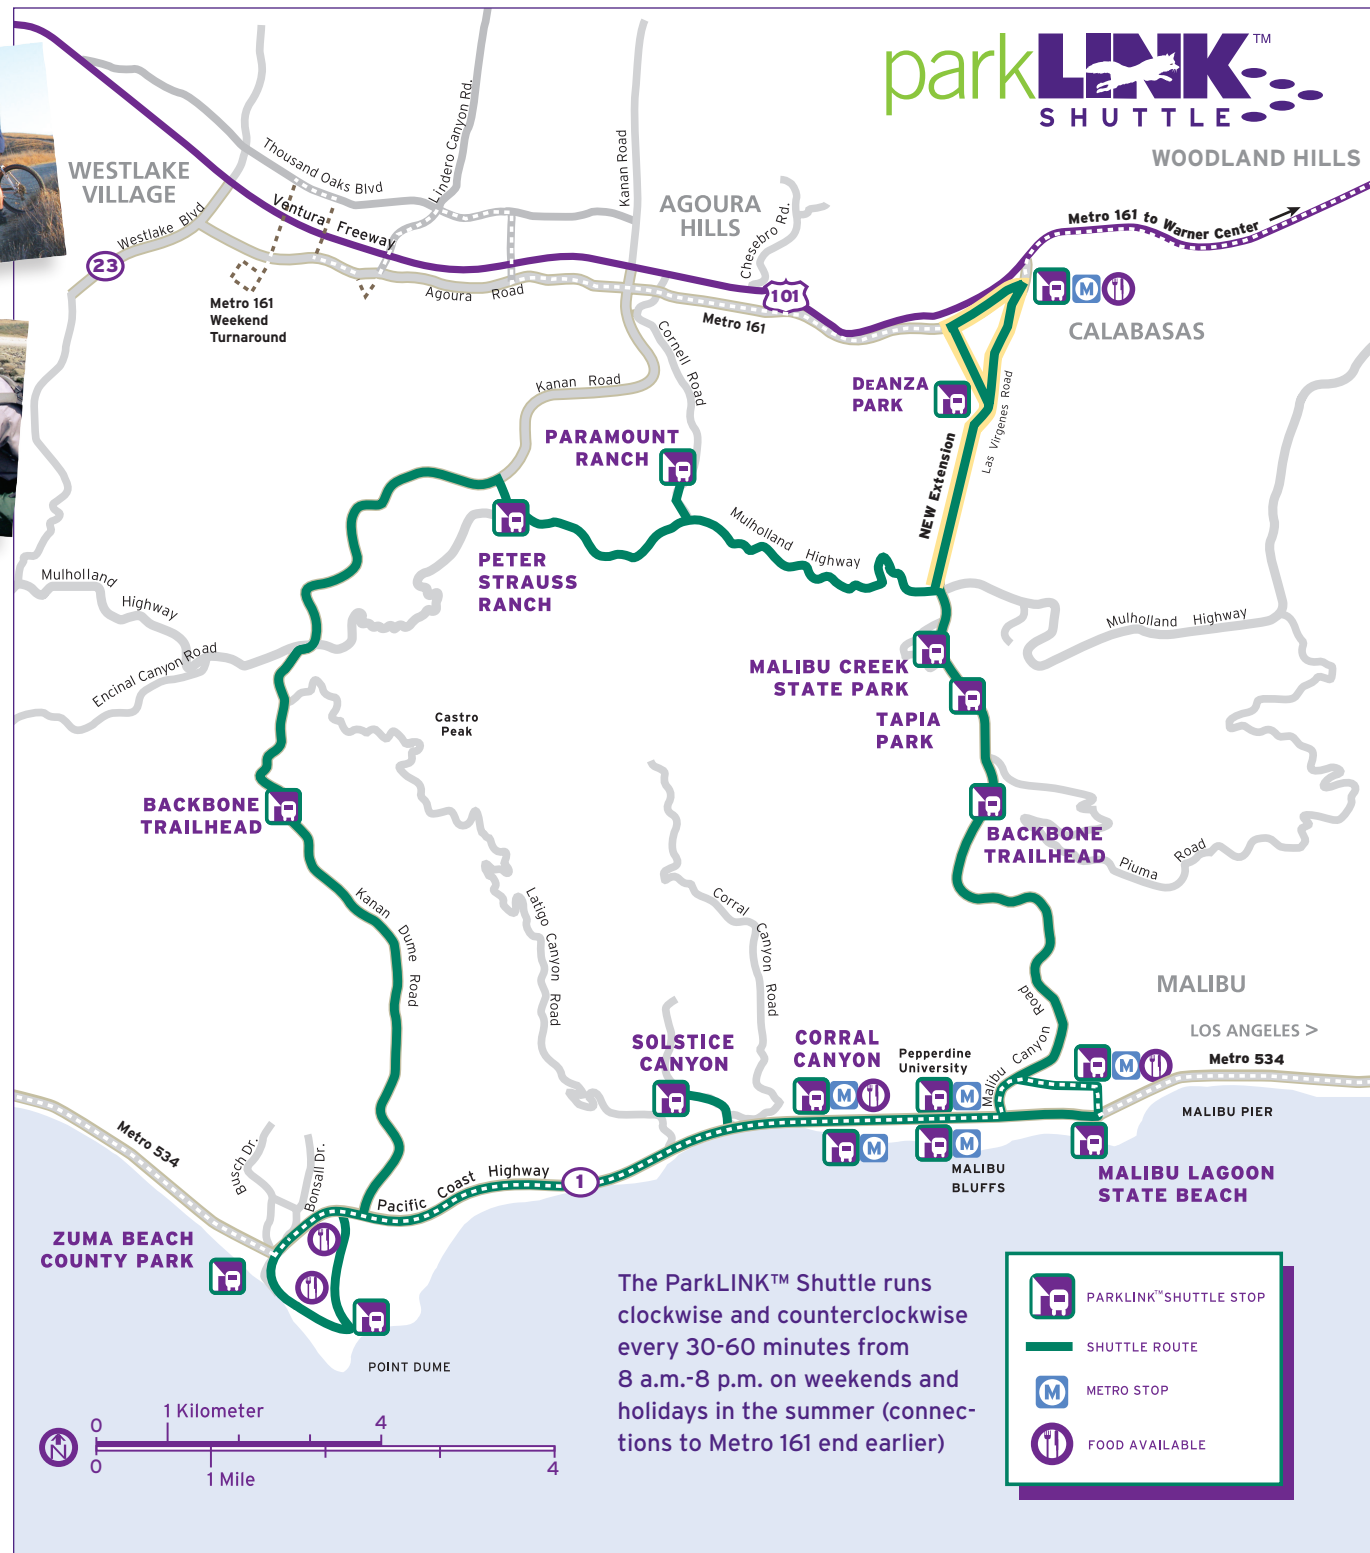 parkLINK™
SHUTTLE
WOODLAND HILLS
WESTLAKE
VILLAGE
Thousand Oaks Blvd
Lindero Canyon Rd.
Kanan Road
AGOURA
HILLS
Chesebro Rd.
Metro 161 to Warner Center
Westlake Blvd
23
Ventura Freeway
101
Metro 161
Weekend
Turnaround
Agoura Road
Metro 161
CALABASAS
M
Cornell Road
Kanan Road
DEANZA
PARK
Las Virgenes Road
NEW Extension
PARAMOUNT
RANCH
Mulholland Highway
PETER
STRAUSS
RANCH
Mulholland Highway
Encinal Canyon Road
Mulholland Highway
MALIBU CREEK
STATE PARK
TAPIA
PARK
Castro
Peak
BACKBONE
TRAILHEAD
BACKBONE
TRAILHEAD
Piuma Road
Kanan Dume Road
Latigo Canyon Road
Corral Canyon Road
Malibu Canyon Road
MALIBU
LOS ANGELES >
Metro 534
SOLSTICE
CANYON
CORRAL
CANYON
Pepperdine
University
M
M
M
M
M
MALIBU PIER
MALIBU
BLUFFS
MALIBU LAGOON
STATE BEACH
Metro 534
Busch Dr.
Bonsall Dr.
Pacific Coast Highway
1
ZUMA BEACH
COUNTY PARK
POINT DUME
The ParkLINK™ Shuttle runs
clockwise and counterclockwise
every 30-60 minutes from
8 a.m.-8 p.m. on weekends and
holidays in the summer (connec-
tions to Metro 161 end earlier)
PARKLINK™ SHUTTLE STOP
SHUTTLE ROUTE
M METRO STOP
FOOD AVAILABLE
N
0 1 Kilometer 4
0 1 Mile 4